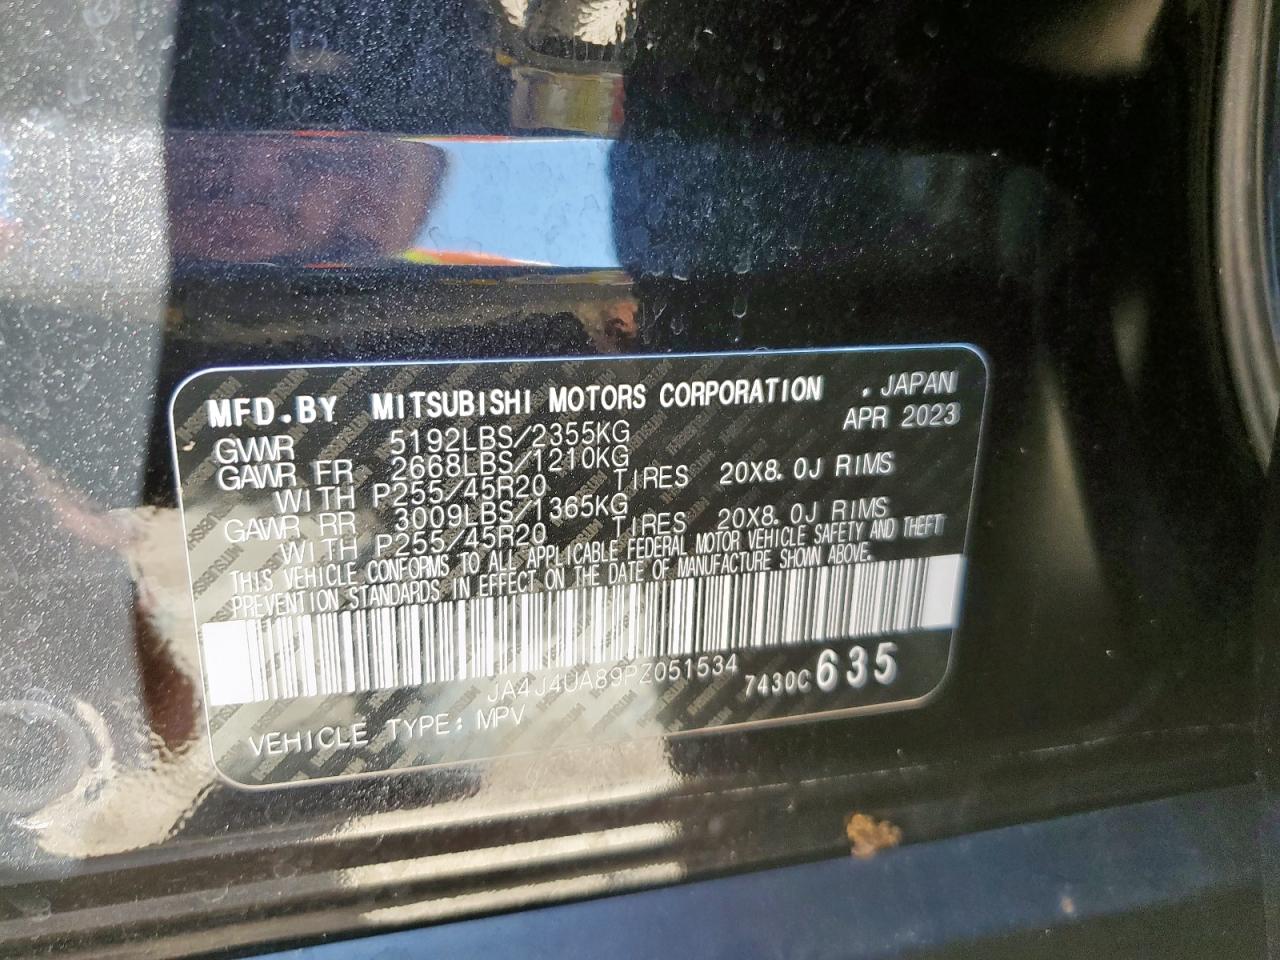 MFD.BY MITSUBISHI MOTORS CORPORATION . JAPAN
APR 2023
GVWR 5192LBS/2355KG
GAWR FR 2668LBS/1210KG
WITH P255/45R20 TIRES 20X8.0J RIMS
GAWR RR 3009LBS/1365KG
WITH P255/45R20 TIRES 20X8.0J RIMS
THIS VEHICLE CONFORMS TO ALL APPLICABLE FEDERAL MOTOR VEHICLE SAFETY AND THEFT
PREVENTION STANDARDS IN EFFECT ON THE DATE OF MANUFACTURE SHOWN ABOVE.
JA4J4UA89PZ051534 7430C635
VEHICLE TYPE: MPV